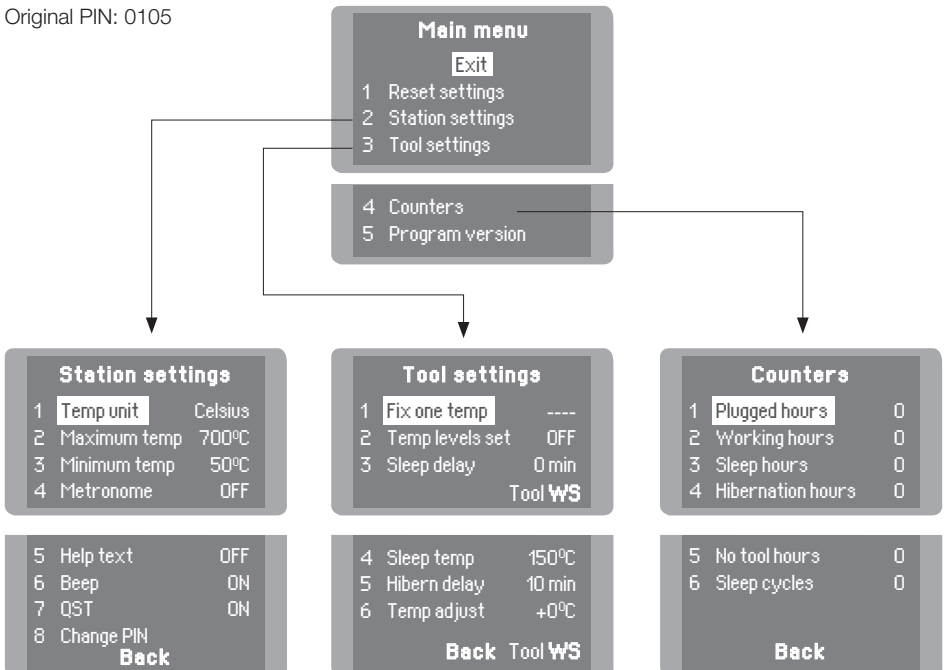 Original PIN: 0105
Main menu
Exit
1 Reset settings
2 Station settings
3 Tool settings
4 Counters
5 Program version
Station settings
1 Temp unit Celsius
2 Maximum temp 700ºC
3 Minimum temp 50ºC
4 Metronome OFF
5 Help text OFF
6 Beep ON
7 QST ON
8 Change PIN
Back
Tool settings
1 Fix one temp ----
2 Temp levels set OFF
3 Sleep delay 0 min
Tool WS
4 Sleep temp 150ºC
5 Hibern delay 10 min
6 Temp adjust +0ºC
Back Tool WS
Counters
1 Plugged hours 0
2 Working hours 0
3 Sleep hours 0
4 Hibernation hours 0
5 No tool hours 0
6 Sleep cycles 0
Back